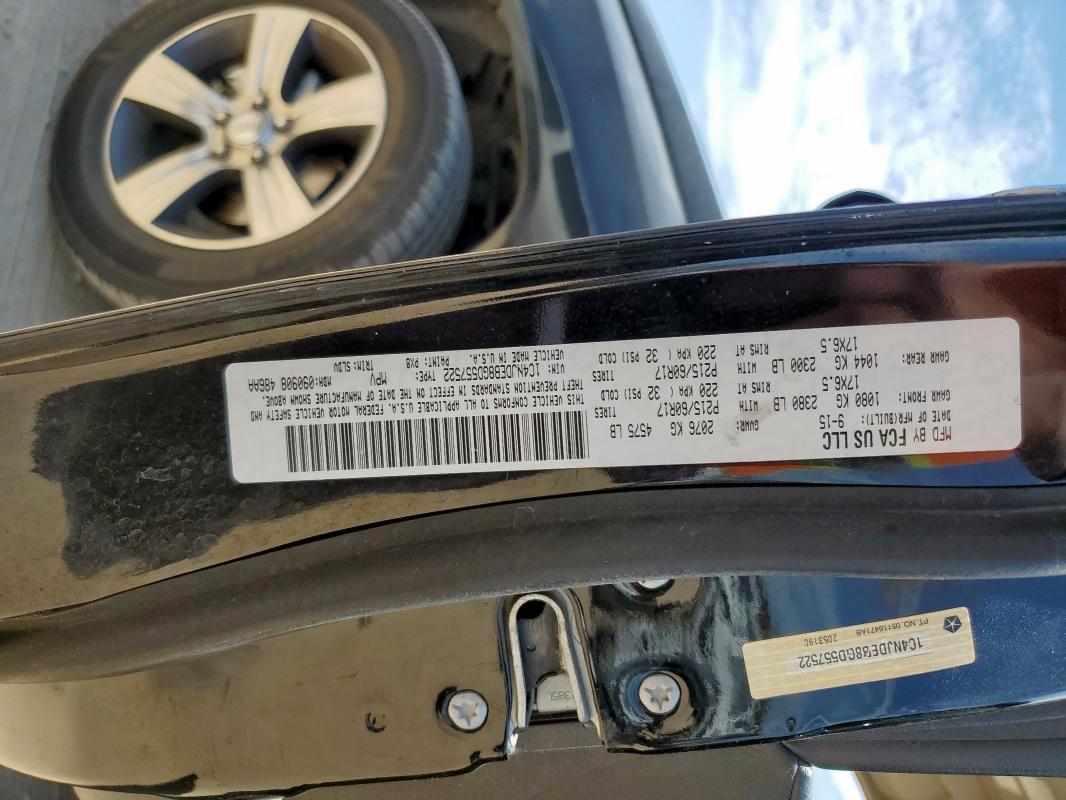 MFD BY FCA US LLC
DATE OF MFR(BUILT): 9-15 GVWR: 2076 KG 4575 LB
GAWR FRONT: 1080 KG 2380 LB WITH TIRES P215/60R17
17X6.5 RIMS AT 220 KPA ( 32 PSI) COLD
GAWR REAR: 1044 KG 2300 LB WITH TIRES P215/60R17
17X6.5 RIMS AT 220 KPA ( 32 PSI) COLD
THIS VEHICLE CONFORMS TO ALL APPLICABLE U.S.A. FEDERAL MOTOR VEHICLE SAFETY AND
THEFT PREVENTION STANDARDS IN EFFECT ON THE DATE OF MANUFACTURE SHOWN ABOVE.
VIN: 1C4NJDEB8GD557522 TYPE: MPV MDH:090908 486AA
VEHICLE MADE IN U.S.A. PAINT: PX8 TRIM:SLDV
PT. NO. 05115471AB
205319C
1C4NJDEB8GD557522